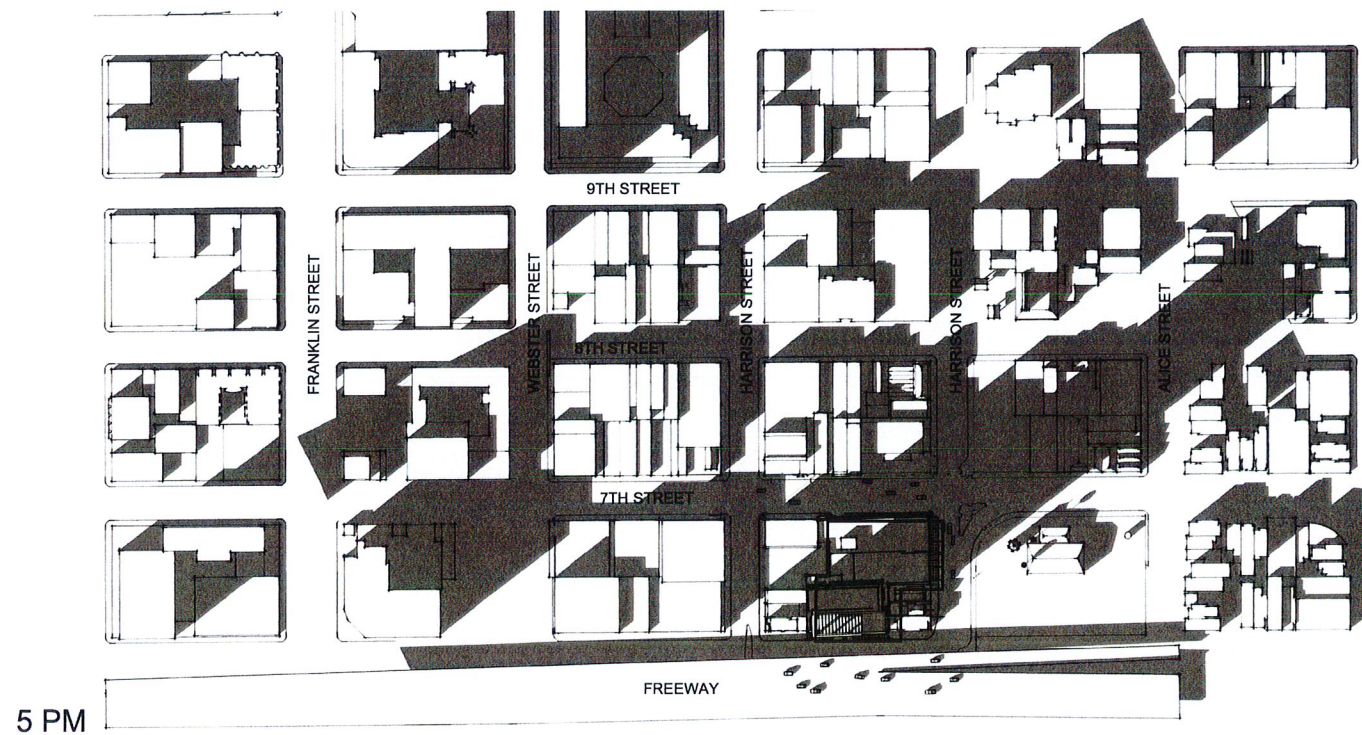 9TH STREET
FRANKLIN STREET
WEBSTER STREET
HARRISON STREET
HARRISON STREET
ALICE STREET
8TH STREET
7TH STREET
FREEWAY
5 PM